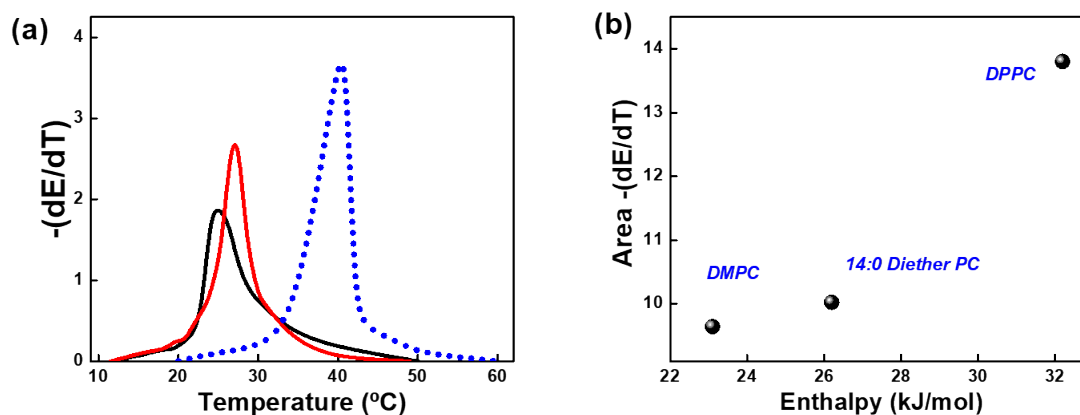 (a)
-(dE/dT)
4
3
2
1
0
10 20 30 40 50 60
Temperature (ºC)
(b)
Area -(dE/dT)
14
13
12
11
10
DPPC
14:0 Diether PC
DMPC
22 24 26 28 30 32
Enthalpy (kJ/mol)